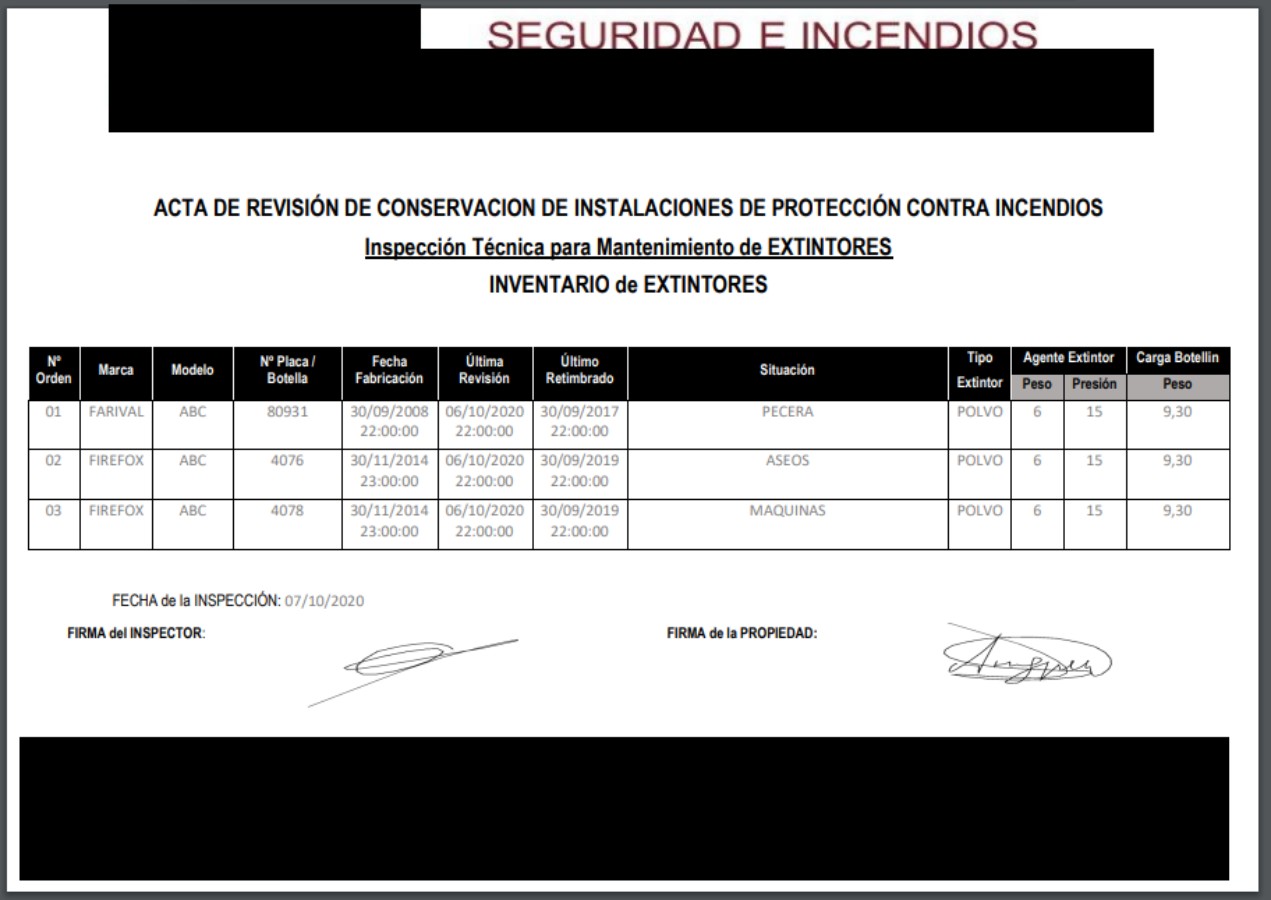 SEGURIDAD E INCENDIOS
ACTA DE REVISIÓN DE CONSERVACION DE INSTALACIONES DE PROTECCIÓN CONTRA INCENDIOS
Inspección Técnica para Mantenimiento de EXTINTORES
INVENTARIO de EXTINTORES
Nº Orden Marca Modelo Nº Placa / Botella Fecha Fabricación Última Revisión Último Retimbrado Situación Tipo Extintor Agente Extintor Carga Botellin
Peso Presión Peso
01 FARIVAL ABC 80931 30/09/2008 06/10/2020 30/09/2017 PECERA POLVO 6 15 9,30
22:00:00 22:00:00 22:00:00
02 FIREFOX ABC 4076 30/11/2014 06/10/2020 30/09/2019 ASEOS POLVO 6 15 9,30
23:00:00 22:00:00 22:00:00
03 FIREFOX ABC 4078 30/11/2014 06/10/2020 30/09/2019 MAQUINAS POLVO 6 15 9,30
23:00:00 22:00:00 22:00:00
FECHA de la INSPECCIÓN: 07/10/2020
FIRMA del INSPECTOR: FIRMA de la PROPIEDAD: